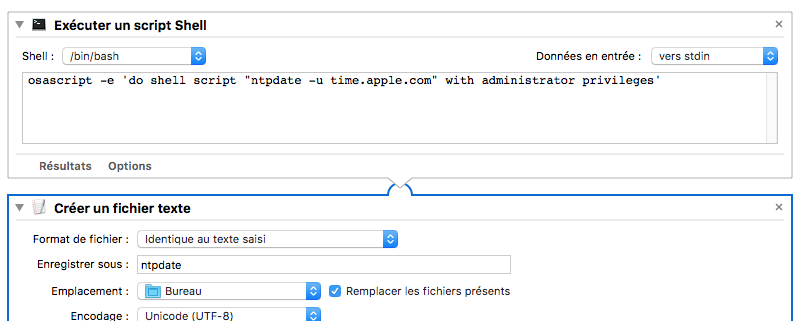 Exécuter un script Shell
Shell : /bin/bash Données en entrée : vers stdin
osascript -e 'do shell script "ntpdate -u time.apple.com" with administrator privileges'
Résultats Options
Créer un fichier texte
Format de fichier : Identique au texte saisi
Enregistrer sous : ntpdate
Emplacement : Bureau Remplacer les fichiers présents
Encodage : Unicode (UTF-8)